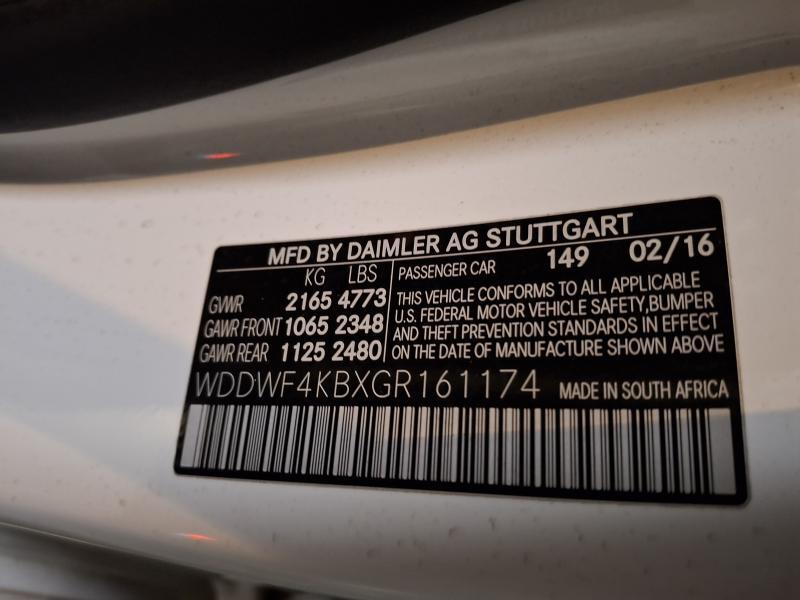 MFD BY DAIMLER AG STUTTGART
KG LBS
GVWR 2165 4773
GAWR FRONT 1065 2348
GAWR REAR 1125 2480
PASSENGER CAR 149 02/16
THIS VEHICLE CONFORMS TO ALL APPLICABLE
U.S. FEDERAL MOTOR VEHICLE SAFETY,BUMPER
AND THEFT PREVENTION STANDARDS IN EFFECT
ON THE DATE OF MANUFACTURE SHOWN ABOVE
WDDWF4KBXGR161174 MADE IN SOUTH AFRICA